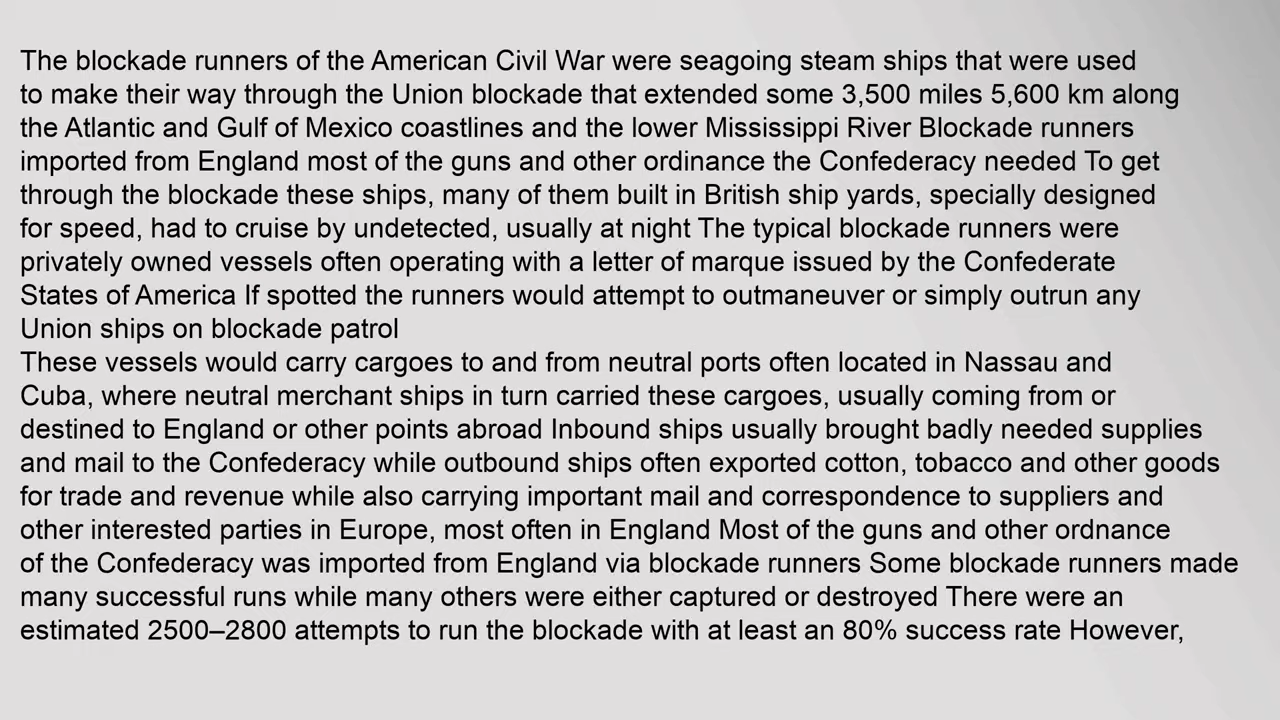 The blockade runners of the American Civil War were seagoing steam ships that were used
to make their way through the Union blockade that extended some 3,500 miles 5,600 km along
the Atlantic and Gulf of Mexico coastlines and the lower Mississippi River Blockade runners
imported from England most of the guns and other ordinance the Confederacy needed To get
through the blockade these ships, many of them built in British ship yards, specially designed
for speed, had to cruise by undetected, usually at night The typical blockade runners were
privately owned vessels often operating with a letter of marque issued by the Confederate
States of America If spotted the runners would attempt to outmaneuver or simply outrun any
Union ships on blockade patrol
These vessels would carry cargoes to and from neutral ports often located in Nassau and
Cuba, where neutral merchant ships in turn carried these cargoes, usually coming from or
destined to England or other points abroad Inbound ships usually brought badly needed supplies
and mail to the Confederacy while outbound ships often exported cotton, tobacco and other goods
for trade and revenue while also carrying important mail and correspondence to suppliers and
other interested parties in Europe, most often in England Most of the guns and other ordnance
of the Confederacy was imported from England via blockade runners Some blockade runners made
many successful runs while many others were either captured or destroyed There were an
estimated 2500–2800 attempts to run the blockade with at least an 80% success rate However,